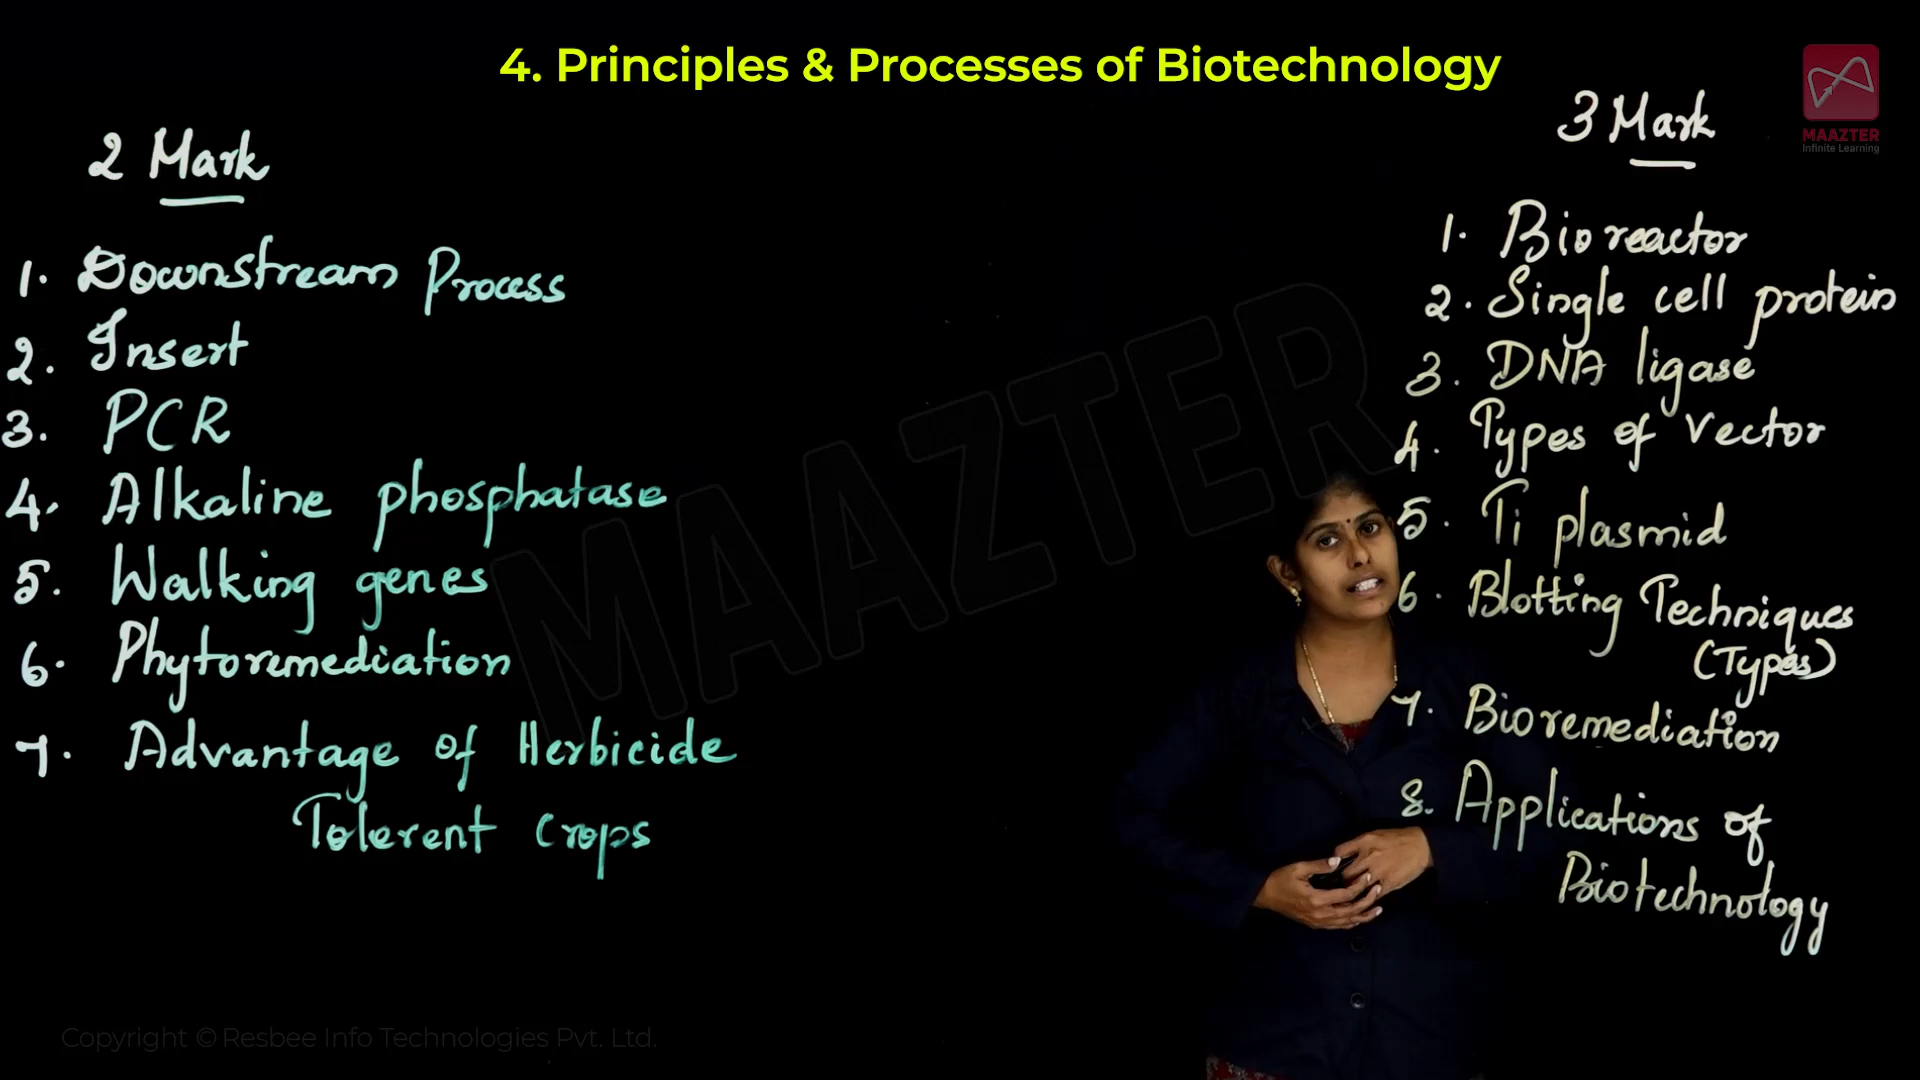 4. Principles & Processes of Biotechnology
MAAZTER
Infinite Learning
2 Mark
1. Downstream Process
2. Insert
3. PCR
4. Alkaline phosphatase
5. Walking genes
6. Phytoremediation
7. Advantage of Herbicide
Tolerent Crops
3 Mark
1. Bioreactor
2. Single cell protein
3. DNA ligase
4. Types of Vector
5. Ti plasmid
6. Blotting Techniques
(Types)
7. Bioremediation
8. Applications of
Biotechnology
MAAZTER
Copyright © Resbee Info Technologies Pvt. Ltd.